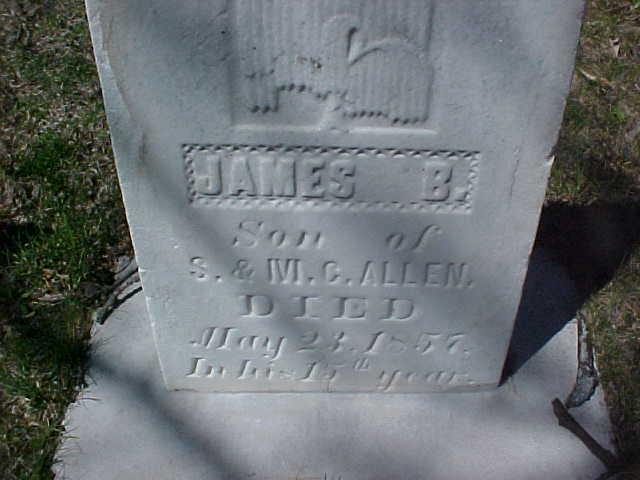 JAMES B.
Son of
S. & M. C. ALLEN.
DIED
May 23, 1857.
In his 15th year.